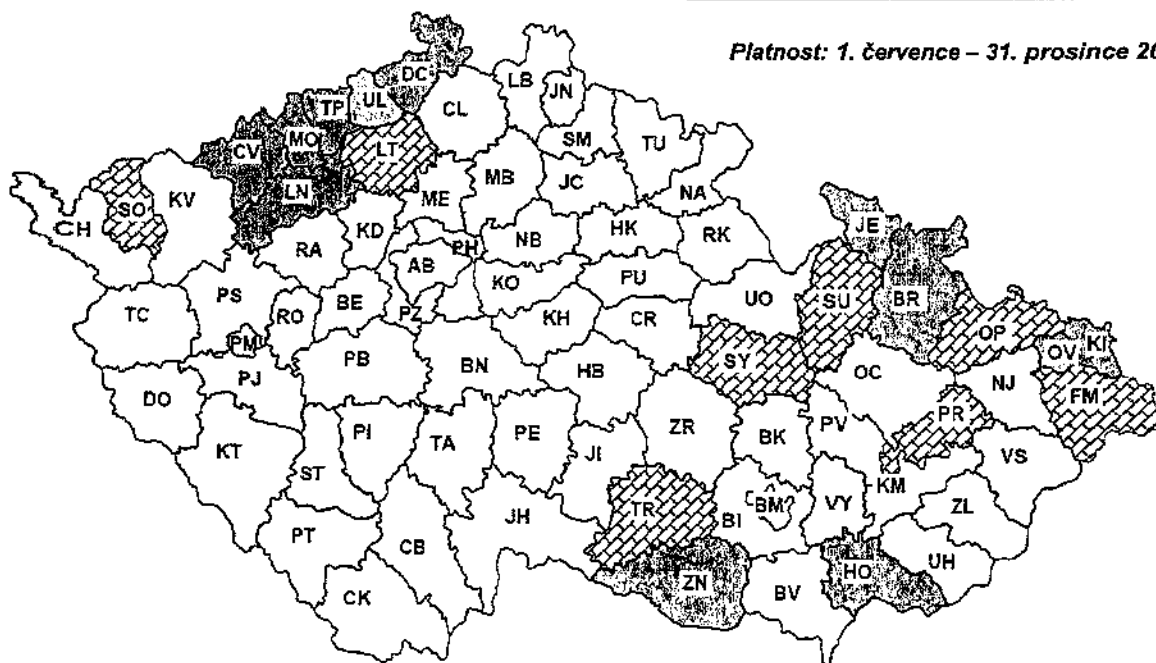 Platnost: 1. července – 31. prosince
DC
LB
JN
TP
UL
CL
SM
TU
CV
MO
LT
LN
ME
MB
JC
NA
SO
KV
CH
KD
PH
NB
HK
RK
JE
RA
AB
KO
PU
SU
BR
TC
PS
RO
BE
PZ
KH
CR
UO
OP
OV
KI
PM
PB
BN
HB
SY
OC
NJ
FM
DO
PJ
PR
KT
ST
PI
TA
PE
JI
ZR
BK
PV
VS
KM
TR
BI
BM
VY
ZL
PT
CB
JH
ZN
BV
HO
UH
CK